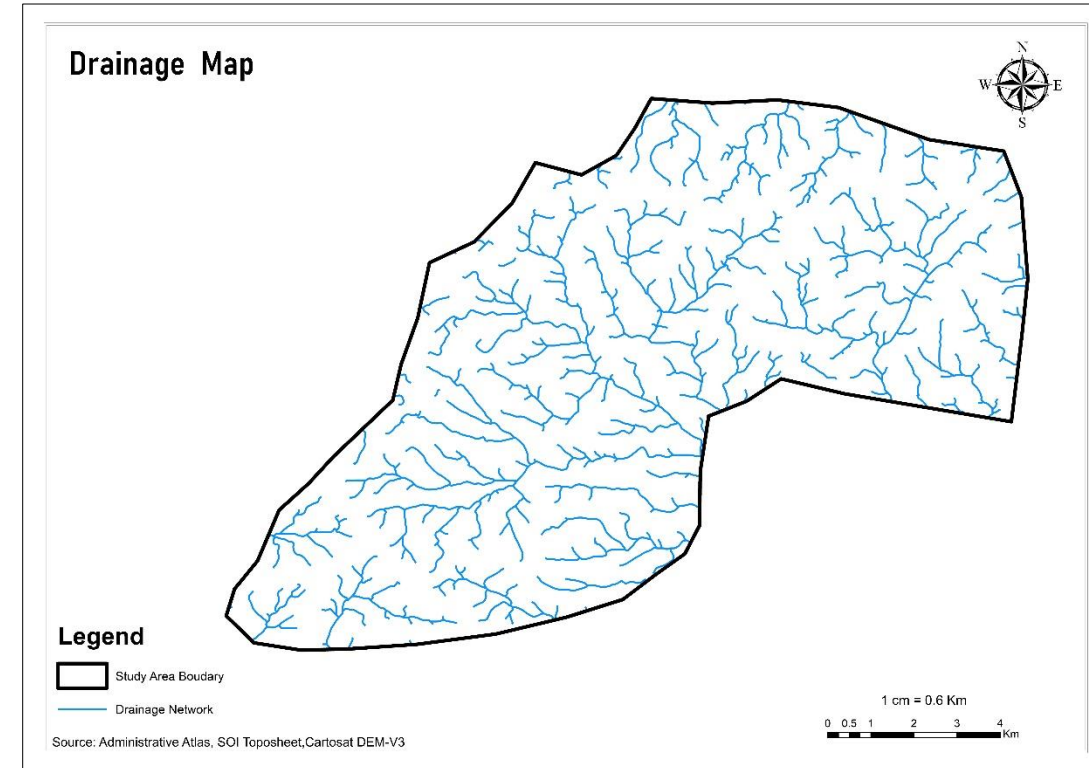 Drainage Map
N
W E
S
Legend
Study Area Boudary
Drainage Network
Source: Administrative Atlas, SOI Toposheet,Cartosat DEM-V3
1 cm = 0.6 Km
0 0.5 1 2 3 4
Km